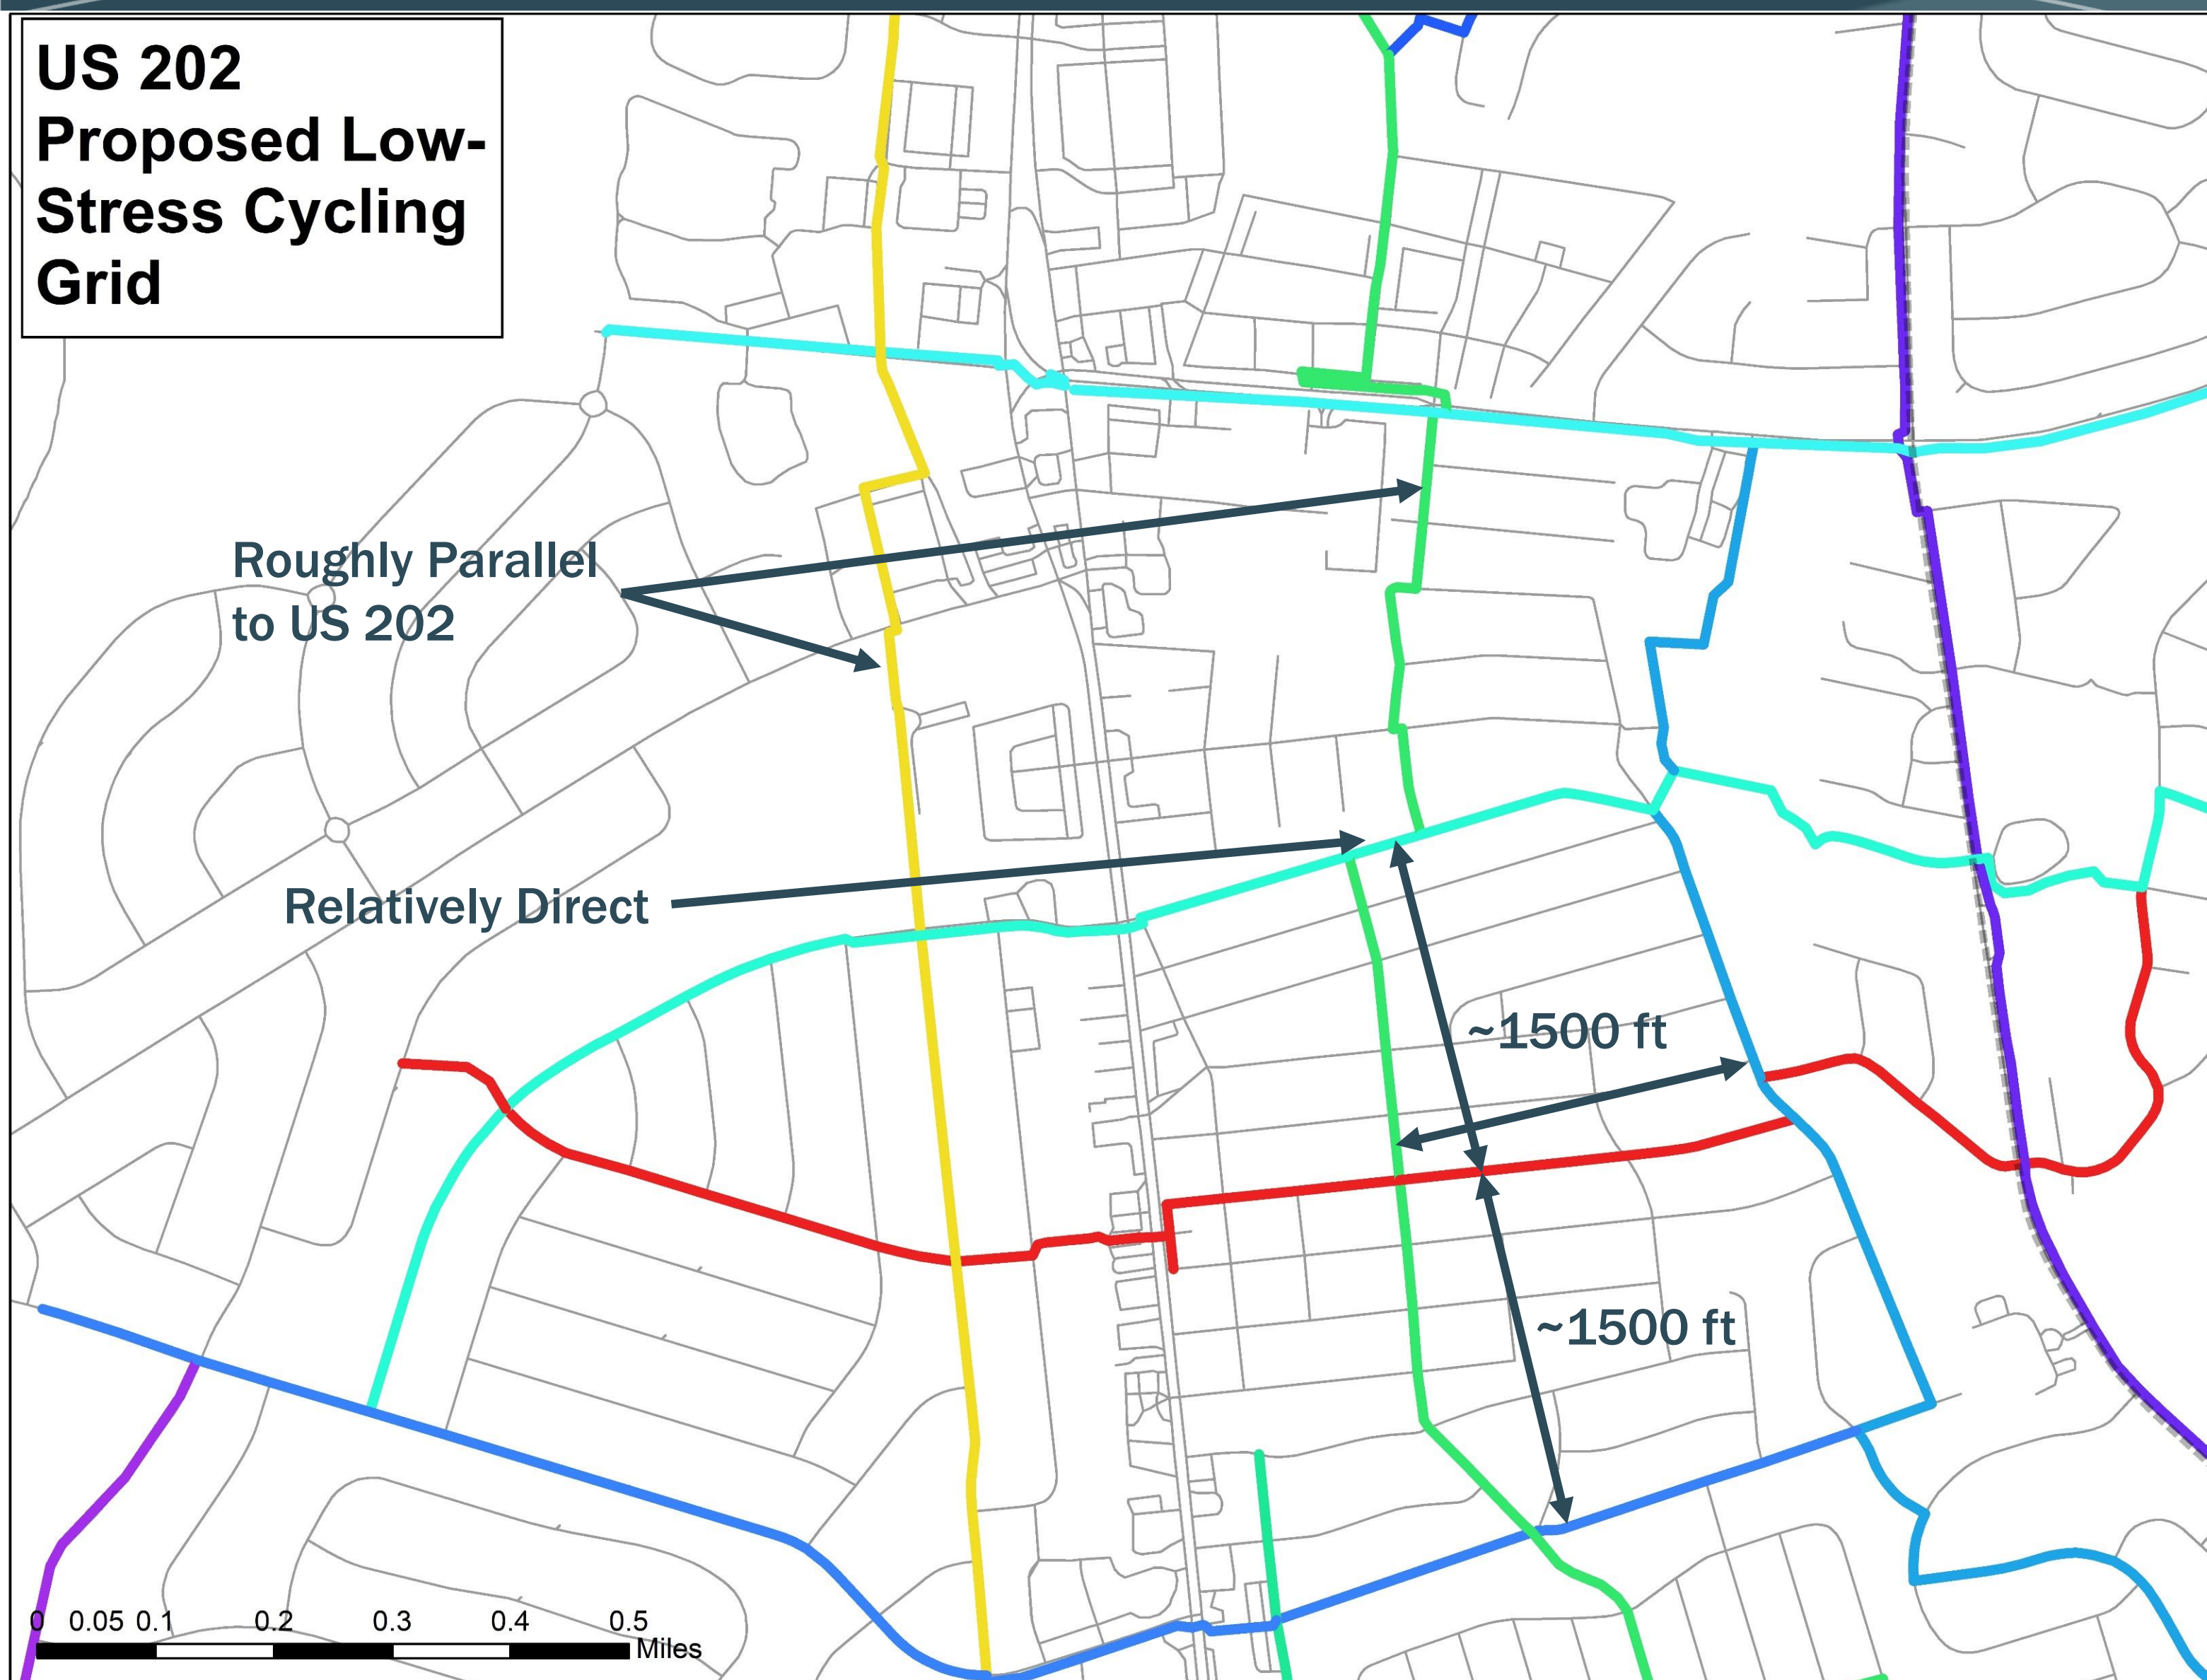 US 202
Proposed Low-
Stress Cycling
Grid
Roughly Parallel
to US 202
Relatively Direct
~1500 ft
~1500 ft
0 0.05 0.1 0.2 0.3 0.4 0.5
Miles